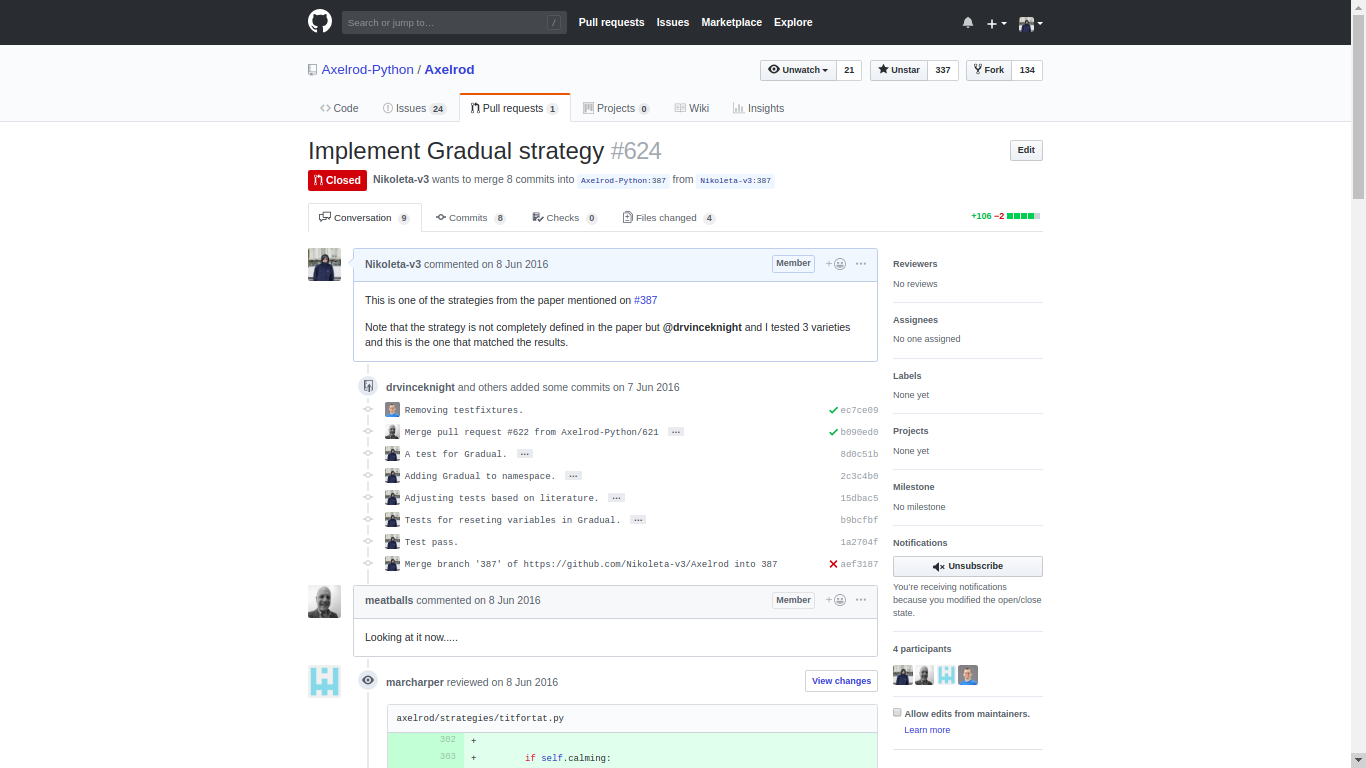 Search or jump to… /
Pull requests Issues Marketplace Explore
Axelrod-Python / Axelrod
Unwatch 21 Unstar 337 Fork 134
Code Issues 24 Pull requests 1 Projects 0 Wiki Insights
Implement Gradual strategy #624
Edit
Closed Nikoleta-v3 wants to merge 8 commits into Axelrod-Python:387 from Nikoleta-v3:387
Conversation 9 Commits 8 Checks 0 Files changed 4
+106 −2
Nikoleta-v3 commented on 8 Jun 2016 Member
This is one of the strategies from the paper mentioned on #387
Note that the strategy is not completely defined in the paper but @drvinceknight and I tested 3 varieties
and this is the one that matched the results.
drvinceknight and others added some commits on 7 Jun 2016
Removing testfixtures. ec7ce09
Merge pull request #622 from Axelrod-Python/621 … b090ed0
A test for Gradual. … 8d0c51b
Adding Gradual to namespace. … 2c3c4b0
Adjusting tests based on literature. … 15dbac5
Tests for reseting variables in Gradual. … b9bcfbf
Test pass. 1a2704f
Merge branch '387' of https://github.com/Nikoleta-v3/Axelrod into 387 aef3187
meatballs commented on 8 Jun 2016 Member
Looking at it now.....
marcharper reviewed on 8 Jun 2016
View changes
axelrod/strategies/titfortat.py
302 +
303 + if self.calming:
Reviewers
No reviews
Assignees
No one assigned
Labels
None yet
Projects
None yet
Milestone
No milestone
Notifications
Unsubscribe
You're receiving notifications
because you modified the open/close
state.
4 participants
Allow edits from maintainers.
Learn more